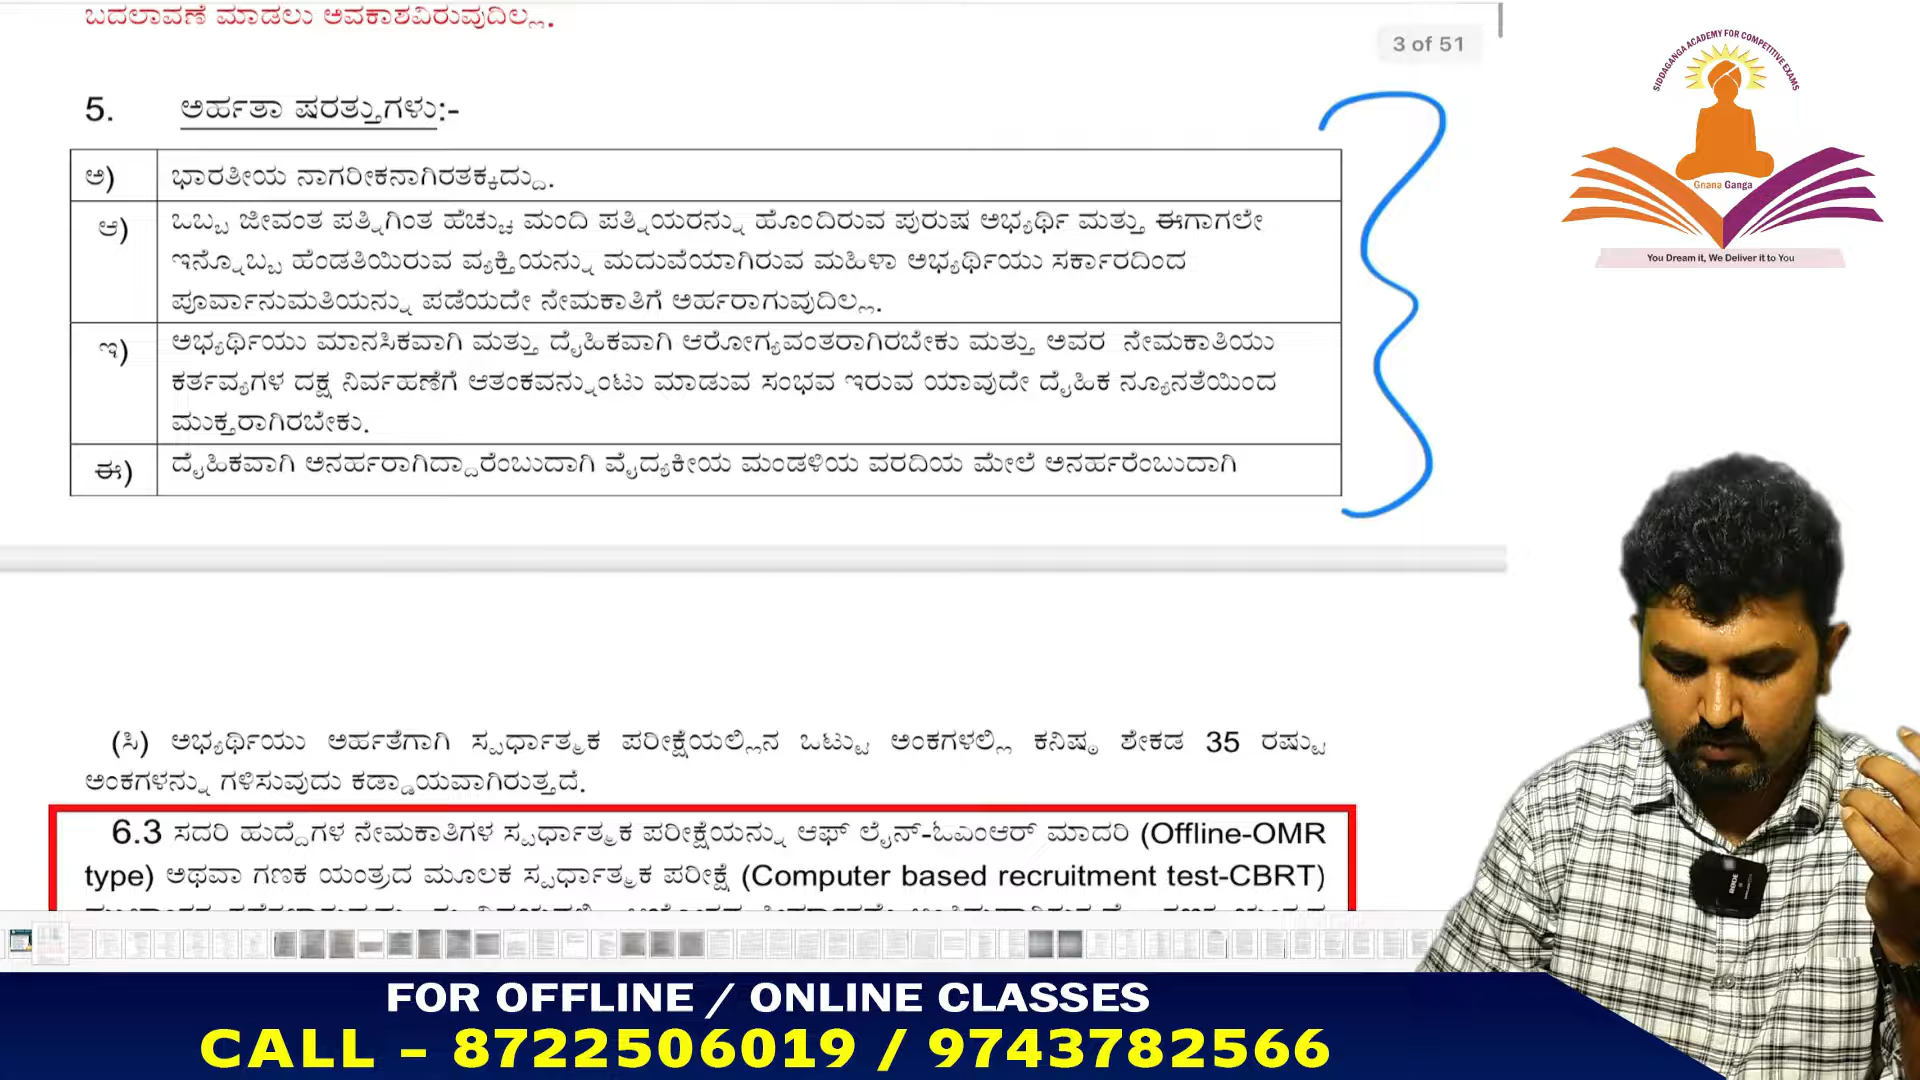 ಬದಲಾವಣೆ ಮಾಡಲು ಅವಕಾಶವಿರುವುದಿಲ್ಲ.
3 of 51
5. ಅರ್ಹತಾ ಷರತ್ತುಗಳು:-
ಅ) ಭಾರತೀಯ ನಾಗರೀಕನಾಗಿರತಕ್ಕದ್ದು.
ಆ) ಒಬ್ಬ ಜೀವಂತ ಪತ್ನಿಗಿಂತ ಹೆಚ್ಚು ಮಂದಿ ಪತ್ನಿಯರನ್ನು ಹೊಂದಿರುವ ಪುರುಷ ಅಭ್ಯರ್ಥಿ ಮತ್ತು ಈಗಾಗಲೇ
ಇನ್ನೊಬ್ಬ ಹೆಂಡತಿಯಿರುವ ವ್ಯಕ್ತಿಯನ್ನು ಮದುವೆಯಾಗಿರುವ ಮಹಿಳಾ ಅಭ್ಯರ್ಥಿಯು ಸರ್ಕಾರದಿಂದ
ಪೂರ್ವಾನುಮತಿಯನ್ನು ಪಡೆಯದೇ ನೇಮಕಾತಿಗೆ ಅರ್ಹರಾಗುವುದಿಲ್ಲ.
ಇ) ಅಭ್ಯರ್ಥಿಯು ಮಾನಸಿಕವಾಗಿ ಮತ್ತು ದೈಹಿಕವಾಗಿ ಆರೋಗ್ಯವಂತರಾಗಿರಬೇಕು ಮತ್ತು ಅವರ ನೇಮಕಾತಿಯು
ಕರ್ತವ್ಯಗಳ ದಕ್ಷ ನಿರ್ವಹಣೆಗೆ ಆತಂಕವನ್ನುಂಟು ಮಾಡುವ ಸಂಭವ ಇರುವ ಯಾವುದೇ ದೈಹಿಕ ನ್ಯೂನತೆಯಿಂದ
ಮುಕ್ತರಾಗಿರಬೇಕು.
ಈ) ದೈಹಿಕವಾಗಿ ಅನರ್ಹರಾಗಿದ್ದಾರೆಂಬುದಾಗಿ ವೈದ್ಯಕೀಯ ಮಂಡಳಿಯ ವರದಿಯ ಮೇಲೆ ಅನರ್ಹರೆಂಬುದಾಗಿ
(ಸಿ) ಅಭ್ಯರ್ಥಿಯು ಅರ್ಹತೆಗಾಗಿ ಸ್ಪರ್ಧಾತ್ಮಕ ಪರೀಕ್ಷೆಯಲ್ಲಿನ ಒಟ್ಟು ಅಂಕಗಳಲ್ಲಿ ಕನಿಷ್ಠ ಶೇಕಡ 35 ರಷ್ಟು
ಅಂಕಗಳನ್ನು ಗಳಿಸುವುದು ಕಡ್ಡಾಯವಾಗಿರುತ್ತದೆ.
6.3 ಸದರಿ ಹುದ್ದೆಗಳ ನೇಮಕಾತಿಗಳ ಸ್ಪರ್ಧಾತ್ಮಕ ಪರೀಕ್ಷೆಯನ್ನು ಆಫ್ ಲೈನ್-ಓಎಂಆರ್ ಮಾದರಿ (Offline-OMR
type) ಅಥವಾ ಗಣಕ ಯಂತ್ರದ ಮೂಲಕ ಸ್ಪರ್ಧಾತ್ಮಕ ಪರೀಕ್ಷೆ (Computer based recruitment test-CBRT)
SIDDAGANGA ACADEMY FOR COMPETITIVE EXAMS
Gnana Ganga
You Dream it, We Deliver it to You
RODE
FOR OFFLINE / ONLINE CLASSES
CALL – 8722506019 / 9743782566